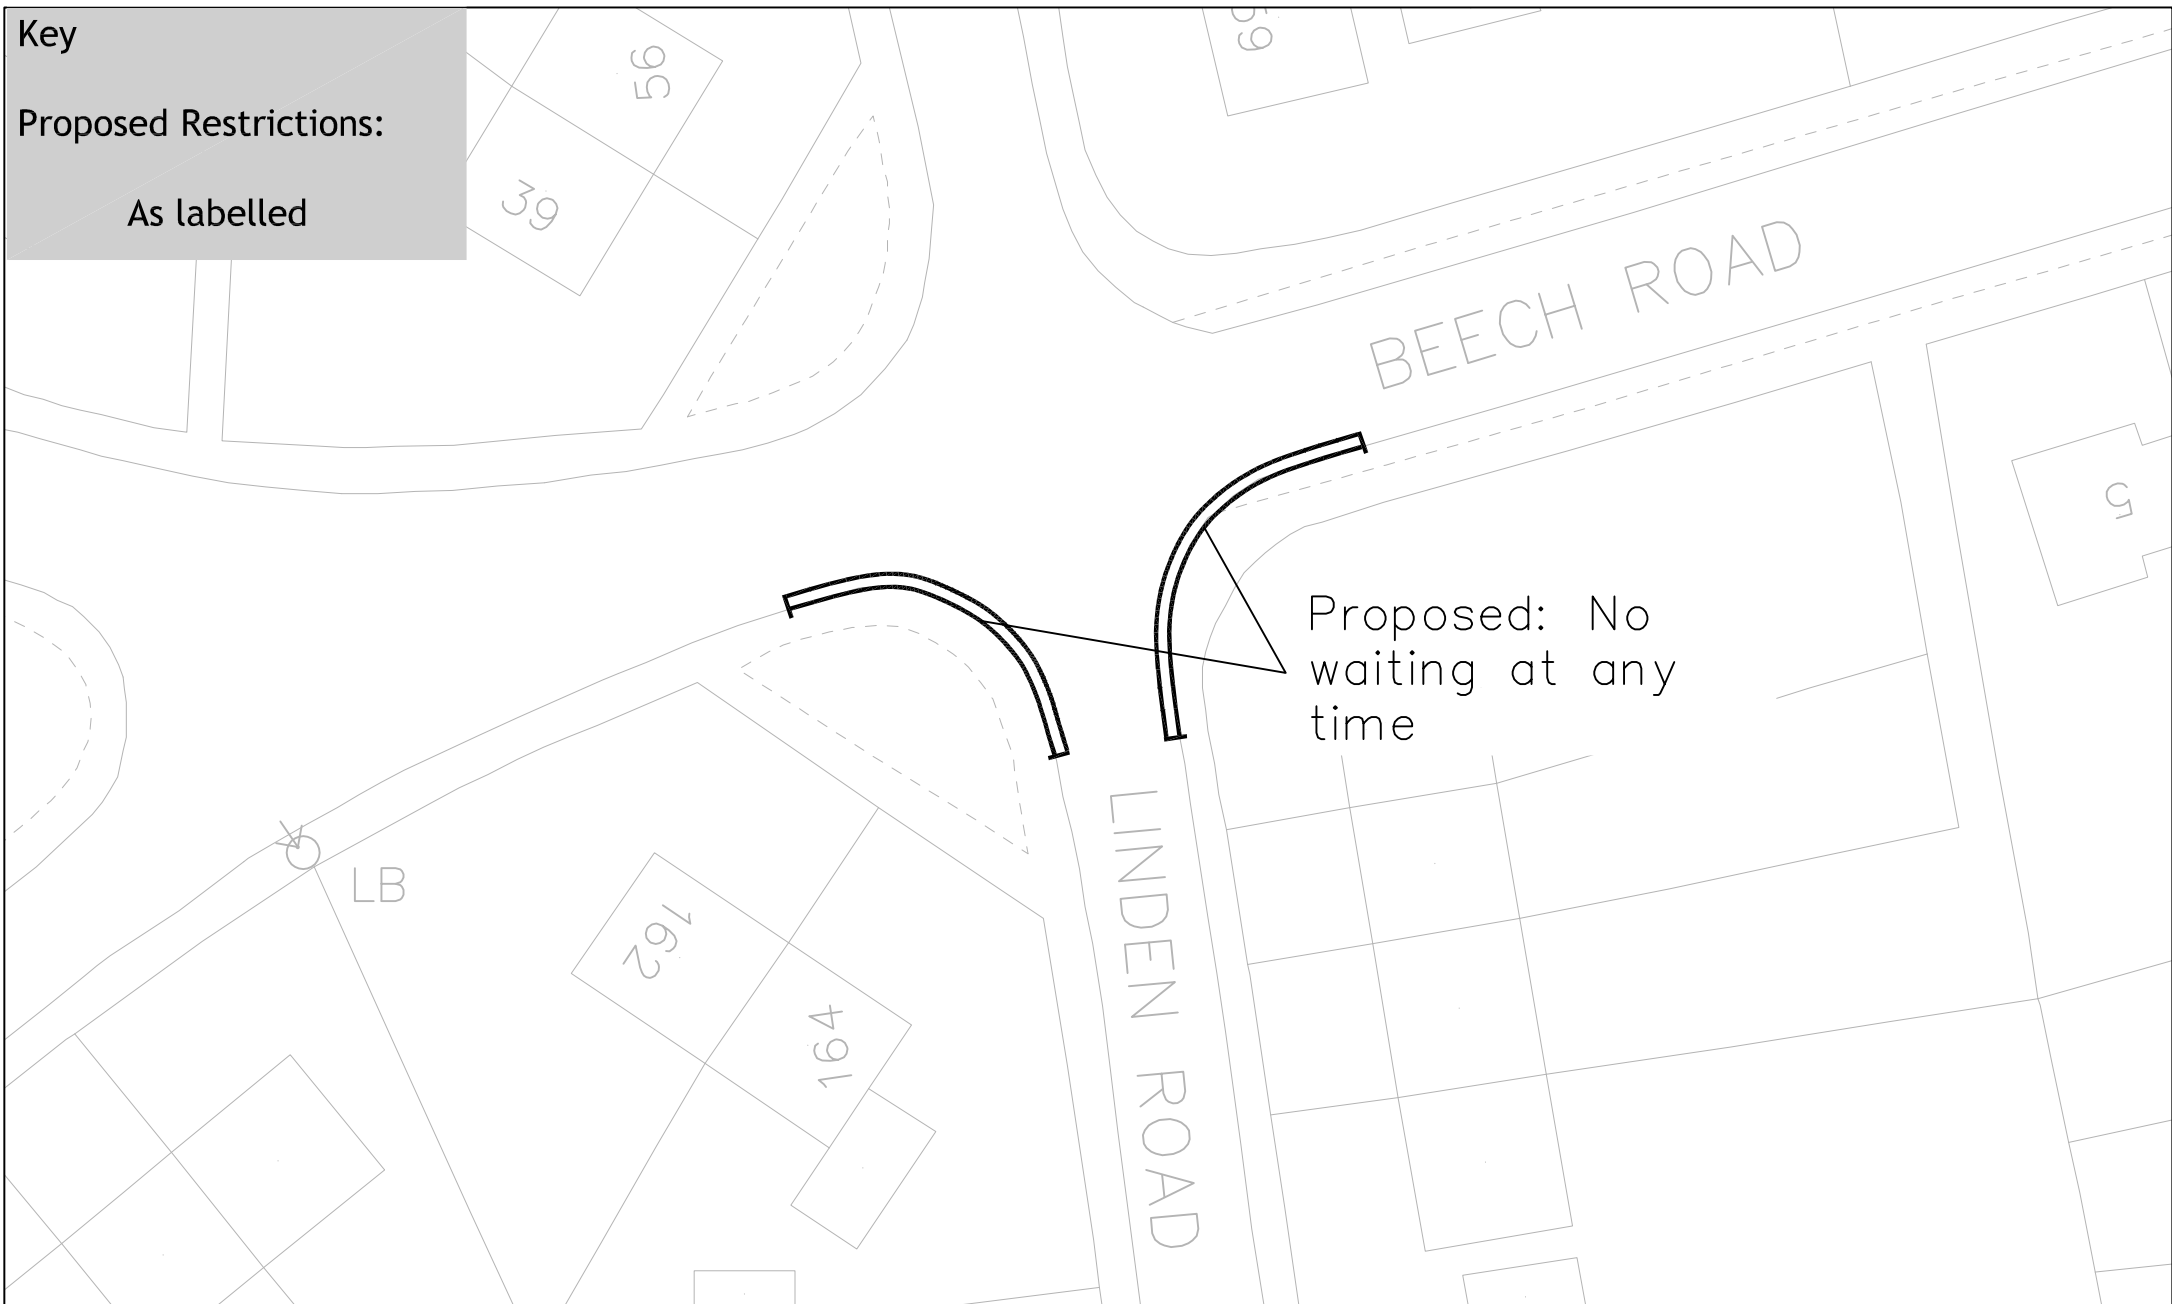 Key
Proposed Restrictions:
As labelled
56
39
69
BEECH ROAD
5
Proposed: No
waiting at any
time
LB
162
164
LINDEN ROAD